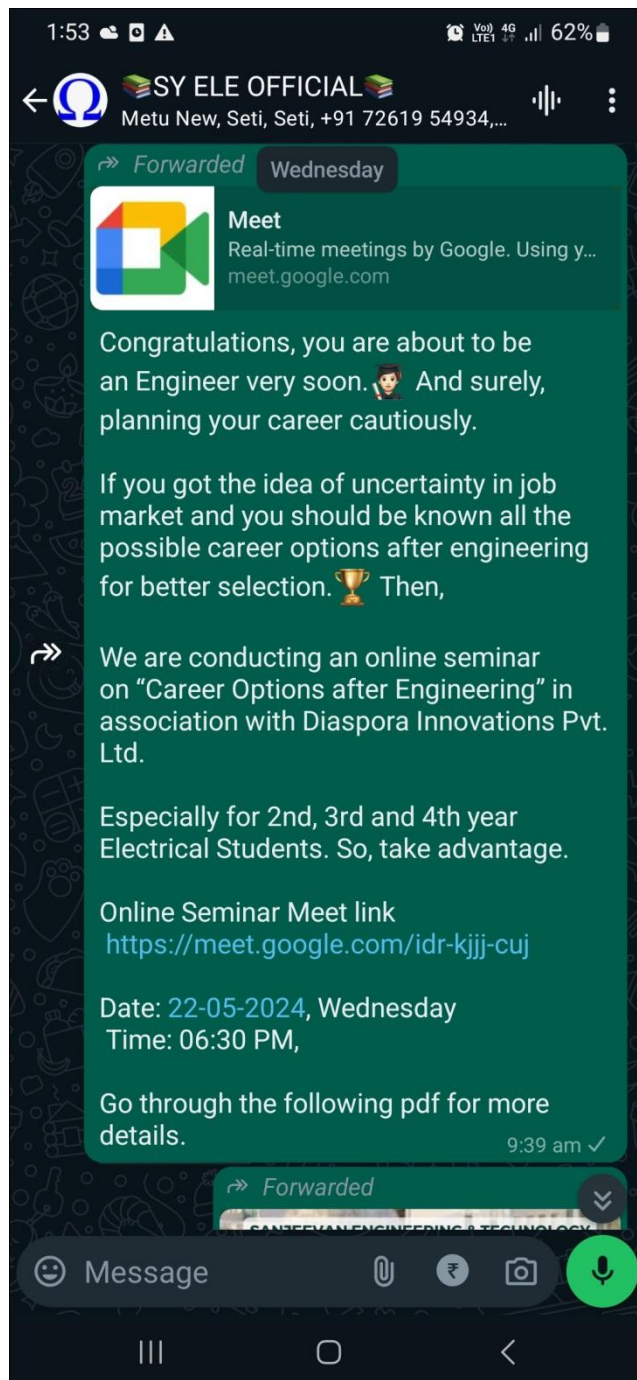 1:53
Vo)) LTE1 4G 62%
📚SY ELE OFFICIAL📚
Metu New, Seti, Seti, +91 72619 54934,...
Forwarded
Wednesday
Meet
Real-time meetings by Google. Using y...
meet.google.com
Congratulations, you are about to be
an Engineer very soon.👨🏻‍🎓 And surely,
planning your career cautiously.
If you got the idea of uncertainty in job
market and you should be known all the
possible career options after engineering
for better selection.🏆 Then,
We are conducting an online seminar
on “Career Options after Engineering” in
association with Diaspora Innovations Pvt.
Ltd.
Especially for 2nd, 3rd and 4th year
Electrical Students. So, take advantage.
Online Seminar Meet link
https://meet.google.com/idr-kjjj-cuj
Date: 22-05-2024, Wednesday
Time: 06:30 PM,
Go through the following pdf for more
details.
9:39 am
Forwarded
SANJEEVAN ENGINEERING & TECHNOLOGY
Message